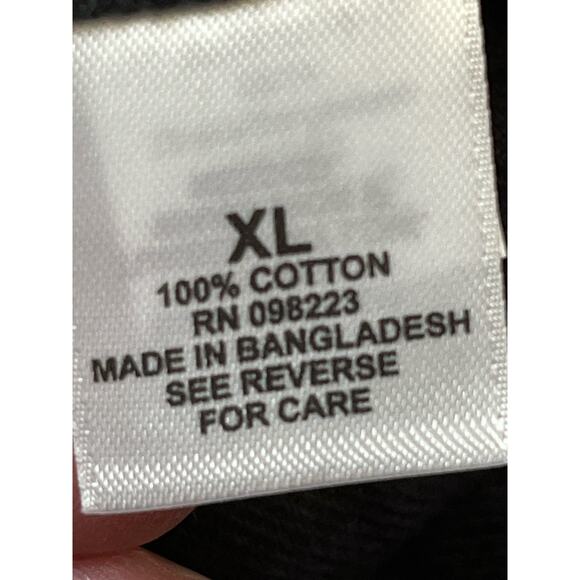 XL
100% COTTON
RN 098223
MADE IN BANGLADESH
SEE REVERSE
FOR CARE